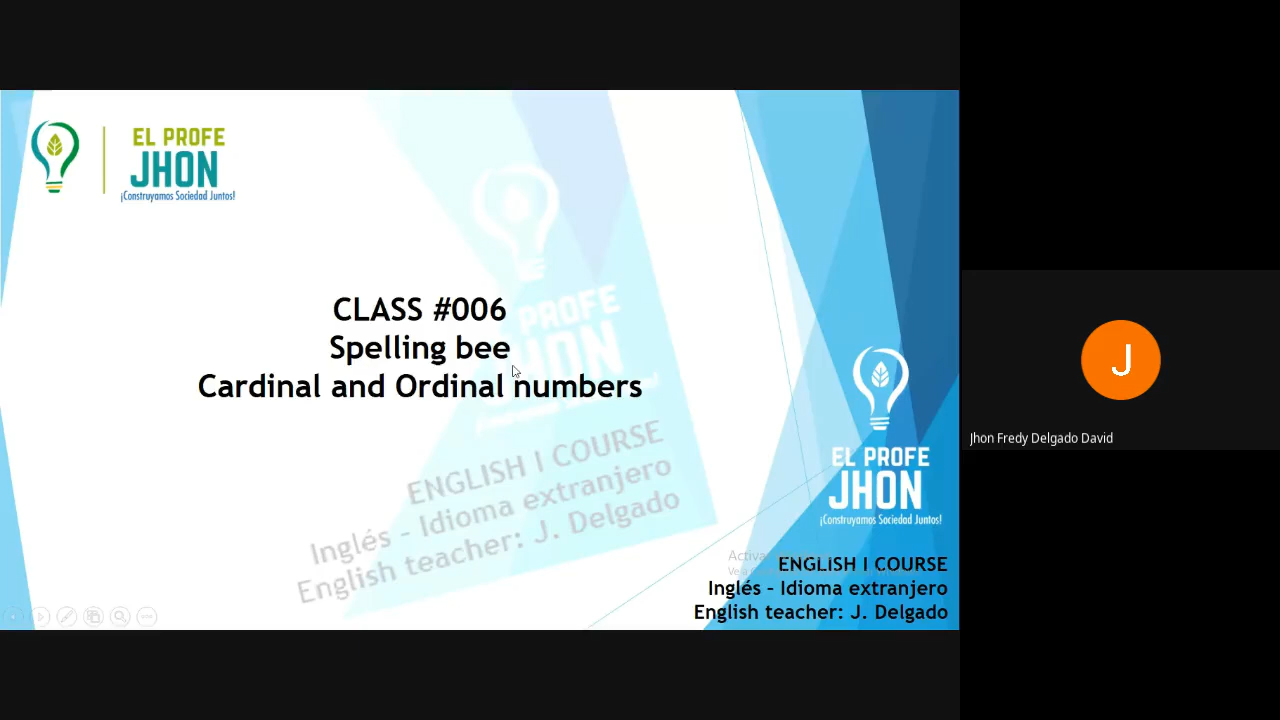 EL PROFE
JHON
¡Construyamos Sociedad Juntos!
CLASS #006
Spelling bee
Cardinal and Ordinal numbers
PROFE
ENGLISH I COURSE
Inglés – Idioma extranjero
English teacher: J. Delgado
EL PROFE
JHON
¡Construyamos Sociedad Juntos!
ENGLISH I COURSE
Inglés – Idioma extranjero
English teacher: J. Delgado
J
Jhon Fredy Delgado David